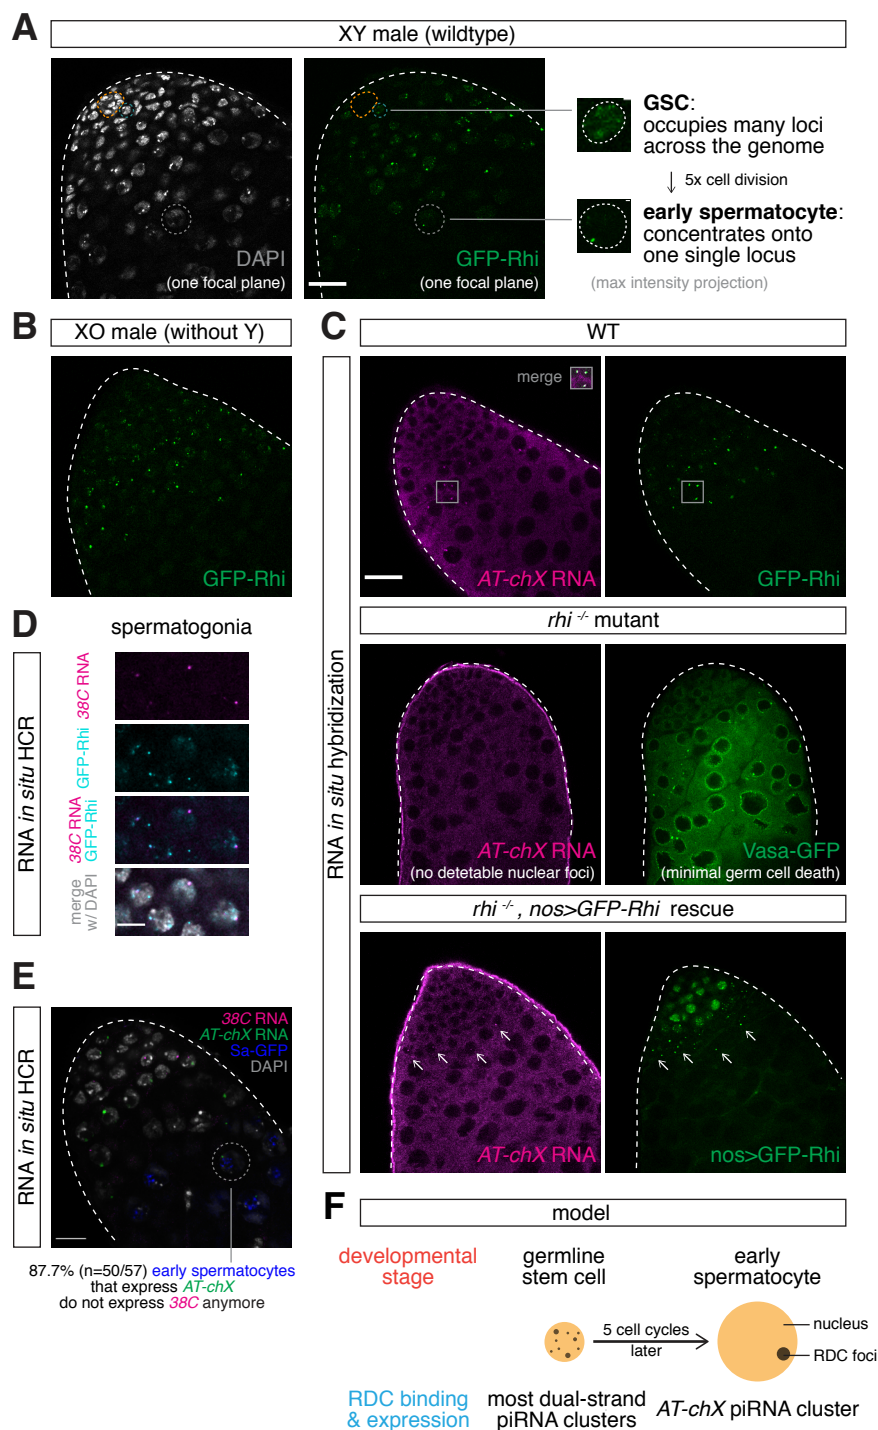 A
XY male (wildtype)
DAPI
(one focal plane)
GFP-Rhi
(one focal plane)
GSC:
occupies many loci
across the genome
5x cell division
early spermatocyte:
concentrates onto
one single locus
(max intensity projection)
B
XO male (without Y)
GFP-Rhi
C
WT
RNA in situ hybridization
merge
AT-chX RNA
GFP-Rhi
rhi -/- mutant
AT-chX RNA
(no detetable nuclear foci)
Vasa-GFP
(minimal germ cell death)
rhi -/-, nos>GFP-Rhi rescue
AT-chX RNA
nos>GFP-Rhi
D
spermatogonia
RNA in situ HCR
38C RNA
GFP-Rhi
38C RNA
GFP-Rhi
merge
w/ DAPI
E
RNA in situ HCR
38C RNA
AT-chX RNA
Sa-GFP
DAPI
87.7% (n=50/57) early spermatocytes
that express AT-chX
do not express 38C anymore
F
model
developmental
stage
germline
stem cell
early
spermatocyte
5 cell cycles
later
nucleus
RDC foci
RDC binding
& expression
most dual-strand
piRNA clusters
AT-chX piRNA cluster